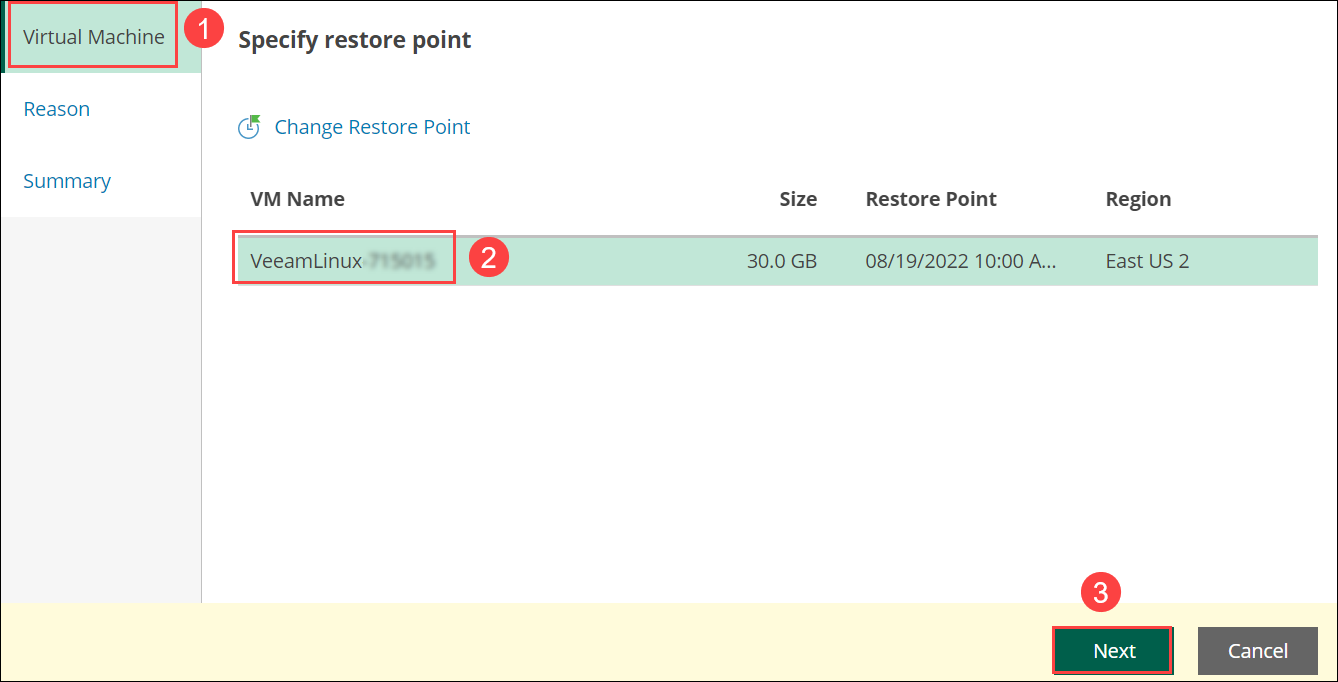 Virtual Machine
1
Specify restore point
Reason
Change Restore Point
Summary
VM Name Size Restore Point Region
VeeamLinux 30.0 GB 08/19/2022 10:00 A... East US 2
2
3
Next Cancel